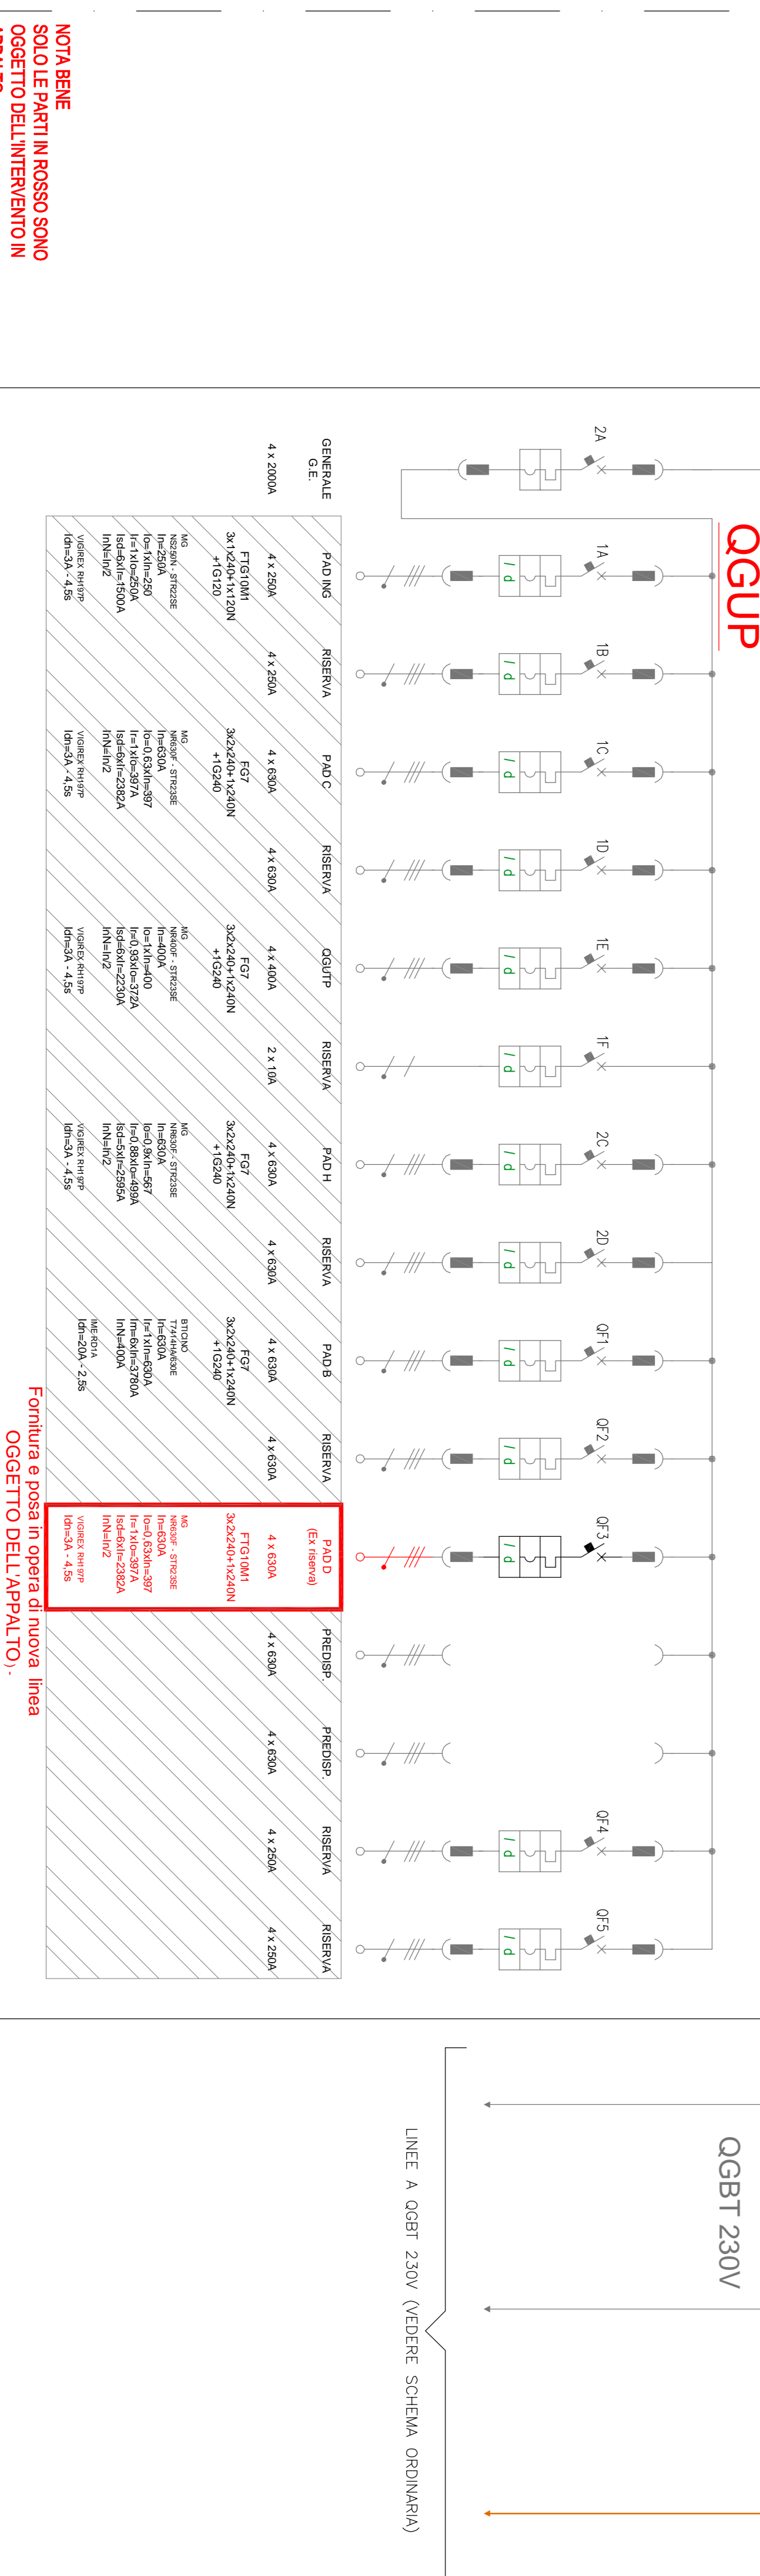 NOTA BENE
SOLO LE PARTI IN ROSSO SONO
OGGETTO DELL'INTERVENTO IN
QGUP
2A
1A
1B
1C
1D
1E
1F
2C
2D
QF1
QF2
QF3
QF4
QF5
I d
I d
I d
I d
I d
I d
I d
I d
I d
I d
I d
I d
I d
GENERALE
G.E.
4 x 2000A
PAD ING
4 x 250A
FTG10M1
3x1x240+1x120N
+1G120
MG
NS250N - STR22SE
In=250A
Io=1xIn=250
Ir=1xIo=250A
Isd=6xIr=1500A
InN=In/2
VIGIREX RH197P
Idn=3A - 4,5s
RISERVA
4 x 250A
PAD C
4 x 630A
FG7
3x2x240+1x240N
+1G240
MG
NR630F - STR23SE
In=630A
Io=0,63xIn=397
Ir=1xIo=397A
Isd=6xIr=2382A
InN=In/2
VIGIREX RH197P
Idn=3A - 4,5s
RISERVA
4 x 630A
QGUTP
4 x 400A
FG7
3x2x240+1x240N
+1G240
MG
NR400F - STR23SE
In=400A
Io=1xIn=400
Ir=0,93xIo=372A
Isd=6xIr=2230A
InN=In/2
VIGIREX RH197P
Idn=3A - 4,5s
RISERVA
2 x 10A
PAD H
4 x 630A
FG7
3x2x240+1x240N
+1G240
MG
NR630F - STR23SE
In=630A
Io=0,9xIn=567
Ir=0,88xIo=499A
Isd=5xIr=2595A
InN=In/2
VIGIREX RH197P
Idn=3A - 4,5s
RISERVA
4 x 630A
PAD B
4 x 630A
FG7
3x2x240+1x240N
+1G240
BTICINO
T7414HA/630E
In=630A
Ir=1xIn=630A
Im=6xIn=3780A
InN=400A
IME-RD1A
Idn=20A - 2,5s
RISERVA
4 x 630A
PAD D
(Ex riserva)
4 x 630A
FTG10M1
3x2x240+1x240N
MG
NR630F - STR23SE
In=630A
Io=0,63xIn=397
Ir=1xIo=397A
Isd=6xIr=2382A
InN=In/2
VIGIREX RH197P
Idn=3A - 4,5s
PREDISP.
4 x 630A
PREDISP.
4 x 630A
RISERVA
4 x 250A
RISERVA
4 x 250A
Fornitura e posa in opera di nuova linea
OGGETTO DELL'APPALTO) -
QGBT 230V
LINEE A QGBT 230V (VEDERE SCHEMA ORDINARIA)